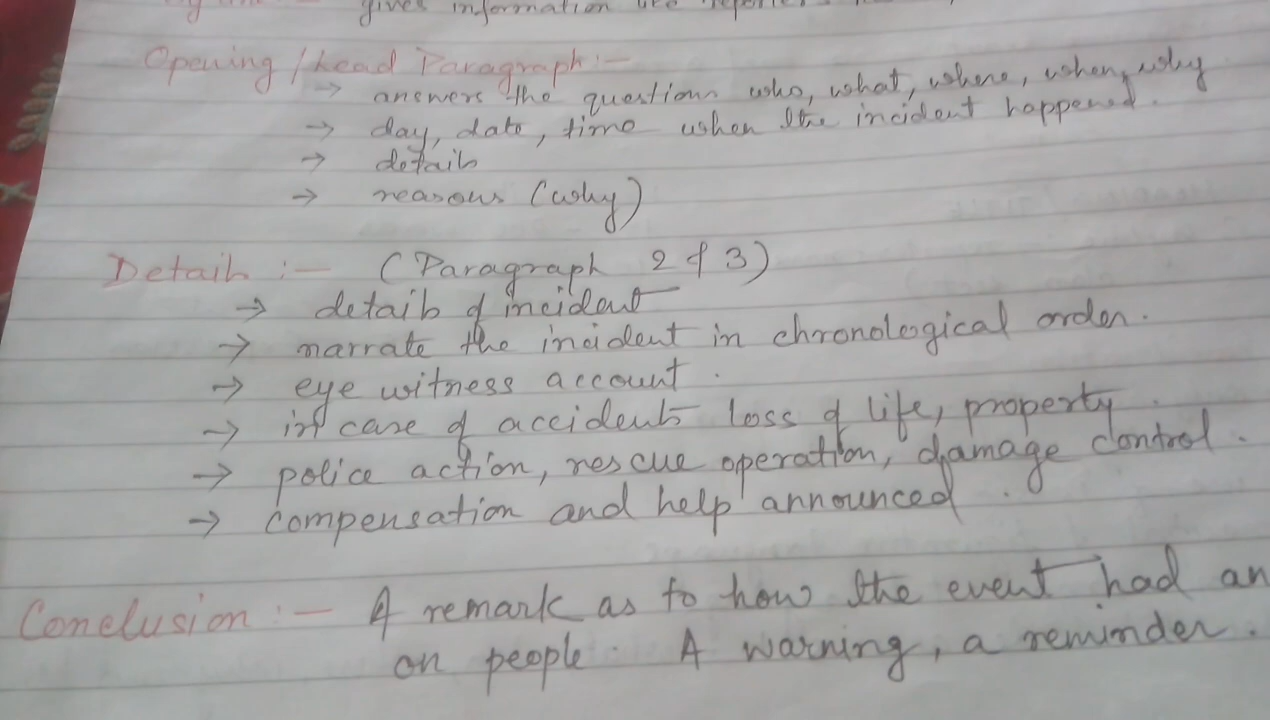 gives information
Opening / Lead Paragraph :-
→ answers the question who, what, where, when, why
→ day, date, time when the incident happened.
→ details
→ reasons (why)
Details :- (Paragraph 2 & 3)
→ details of incident
→ narrate the incident in chronological order.
→ eye witness account.
→ in case of accidents loss of life, property.
→ police action, rescue operation, damage control.
→ compensation and help announced.
Conclusion :- A remark as to how the event had an
on people. A warning, a reminder.